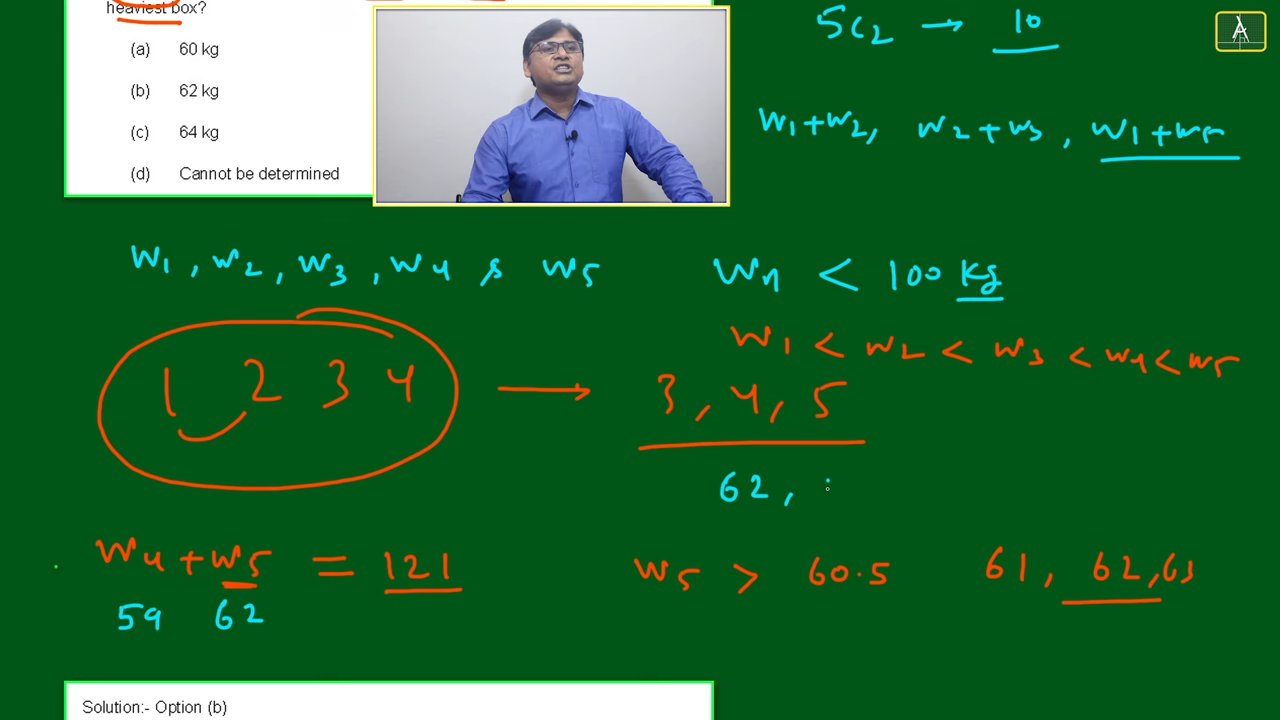 heaviest box?
(a) 60 kg
(b) 62 kg
(c) 64 kg
(d) Cannot be determined
5C2 → 10
W1+W2, W2+W3, W1+W5
W1, W2, W3, W4 & W5
Wn < 100 kg
W1 < W2 < W3 < W4 < W5
1 2 3 4 → 3, 4, 5
62,
W4 + W5 = 121
59 62
W5 > 60.5
61, 62, 63
Solution:- Option (b)
A